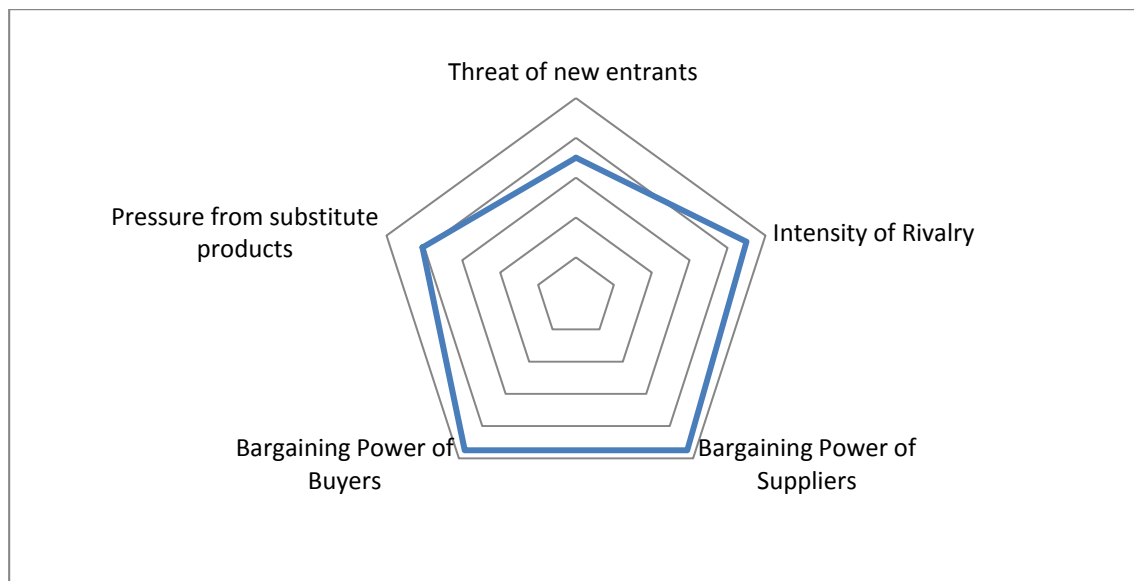 Threat of new entrants
Intensity of Rivalry
Bargaining Power of
Suppliers
Bargaining Power of
Buyers
Pressure from substitute
products